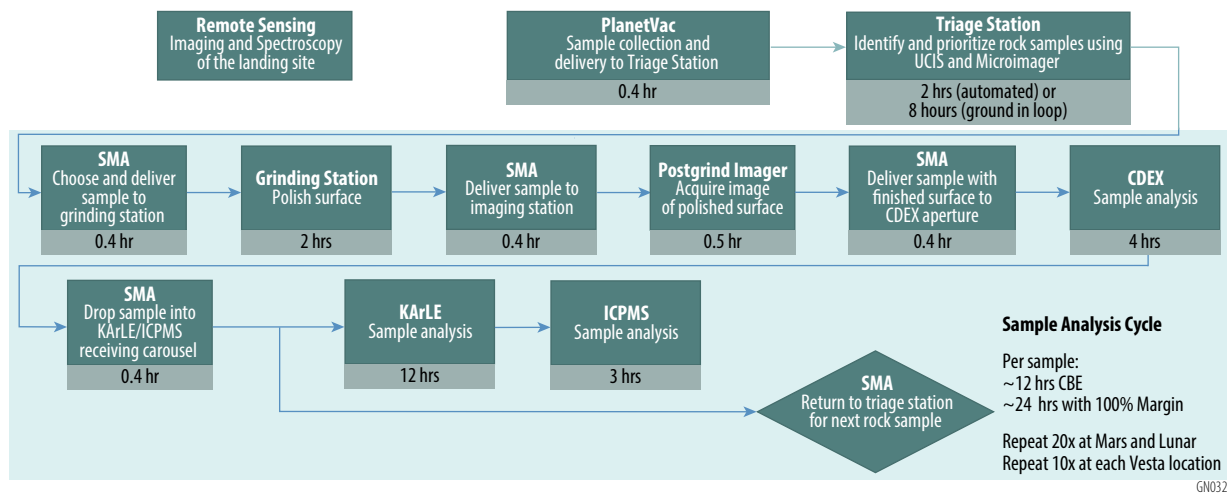 Remote Sensing
Imaging and Spectroscopy
of the landing site
PlanetVac
Sample collection and
delivery to Triage Station
0.4 hr
Triage Station
Identify and prioritize rock samples using
UCIS and Microimager
2 hrs (automated) or
8 hours (ground in loop)
SMA
Choose and deliver
sample to
grinding station
0.4 hr
Grinding Station
Polish surface
2 hrs
SMA
Deliver sample to
imaging station
0.4 hr
Postgrind Imager
Acquire image
of polished surface
0.5 hr
SMA
Deliver sample with
finished surface to
CDEX aperture
0.4 hr
CDEX
Sample analysis
4 hrs
SMA
Drop sample into
KArLE/ICPMS
receiving carousel
0.4 hr
KArLE
Sample analysis
12 hrs
ICPMS
Sample analysis
3 hrs
SMA
Return to triage station
for next rock sample
Sample Analysis Cycle
Per sample:
~12 hrs CBE
~24 hrs with 100% Margin
Repeat 20x at Mars and Lunar
Repeat 10x at each Vesta location
GN032